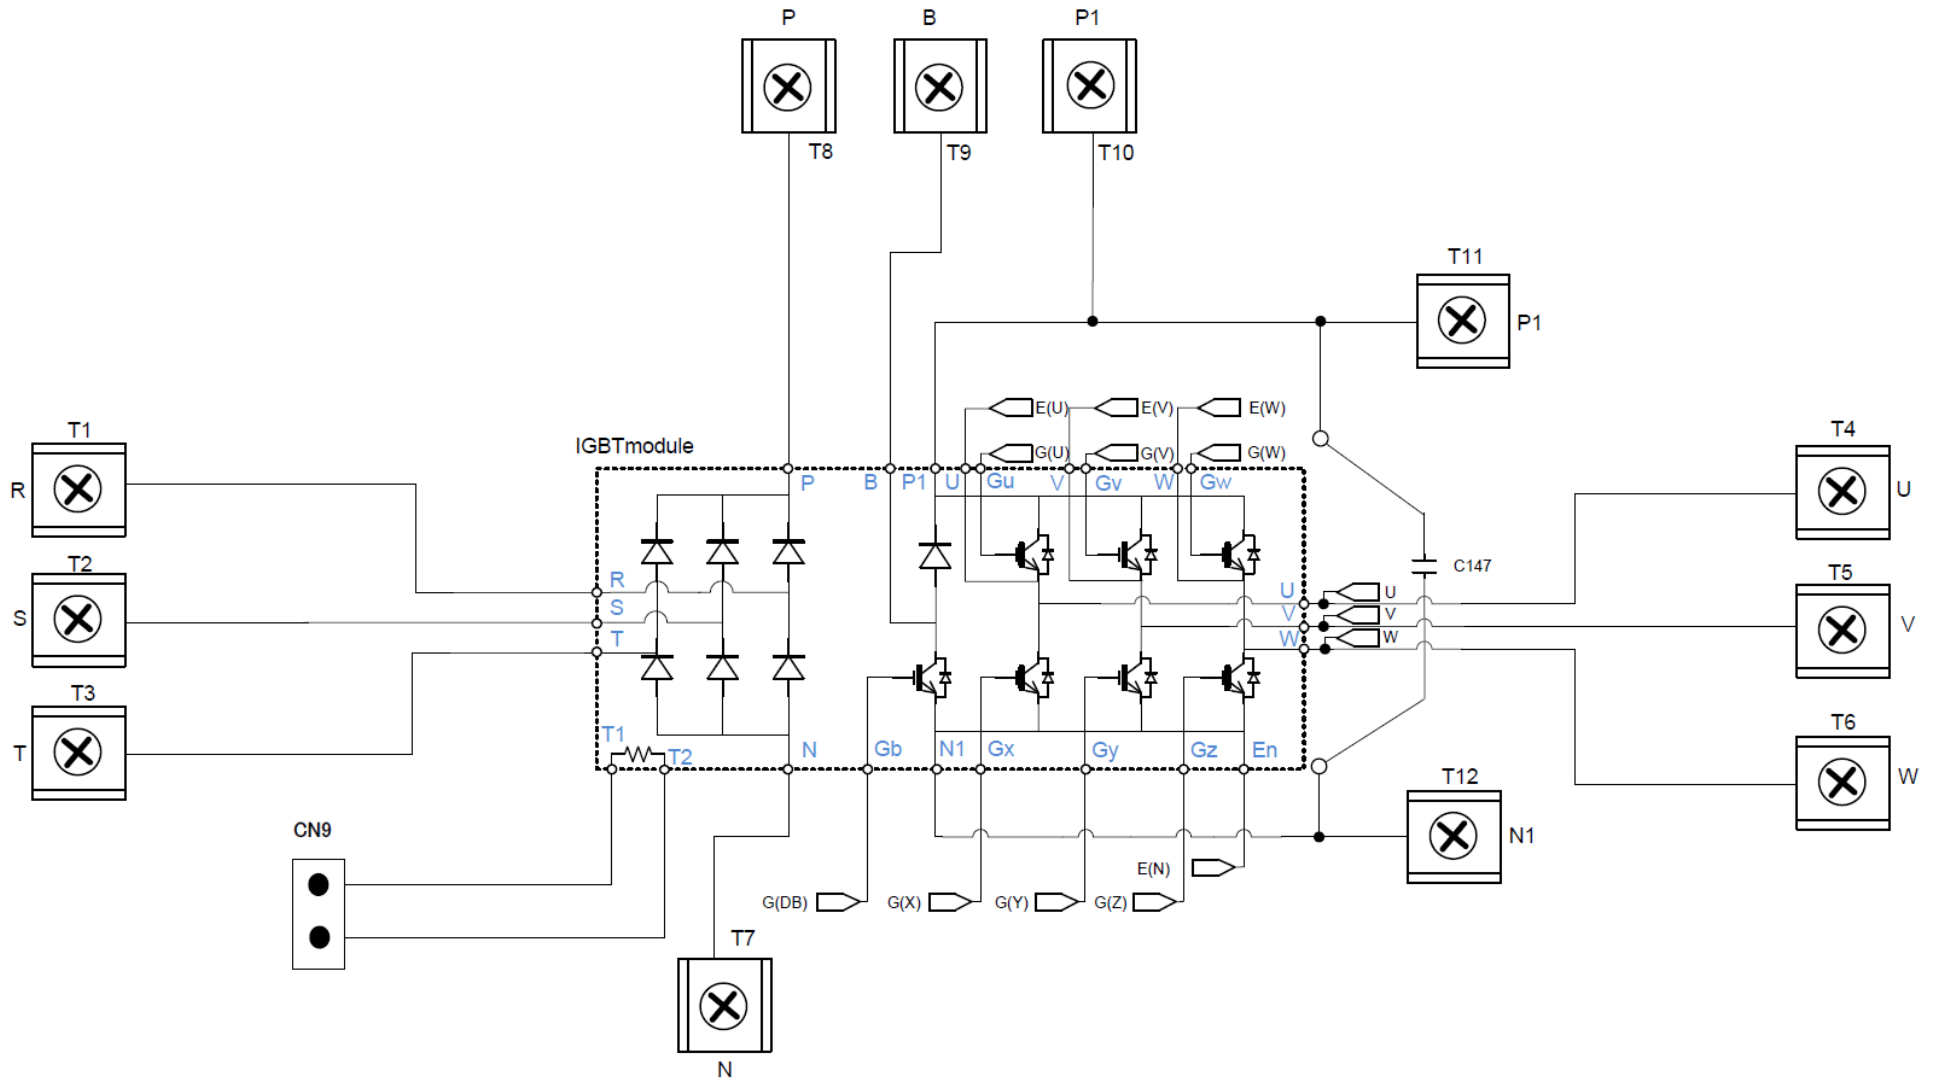 P B P1
T8 T9 T10
T11
P1
E(U) E(V) E(W)
T1
IGBTmodule
G(U) G(V) G(W)
T4
R
P B P1 U Gu V Gv W Gw
U
T2
C147
T5
R
U U
S
S
V V
V
T
W W
T3
T6
T1
T
T2 N Gb N1 Gx Gy Gz En
W
T12
CN9
N1
E(N)
G(DB) G(X) G(Y) G(Z)
T7
N